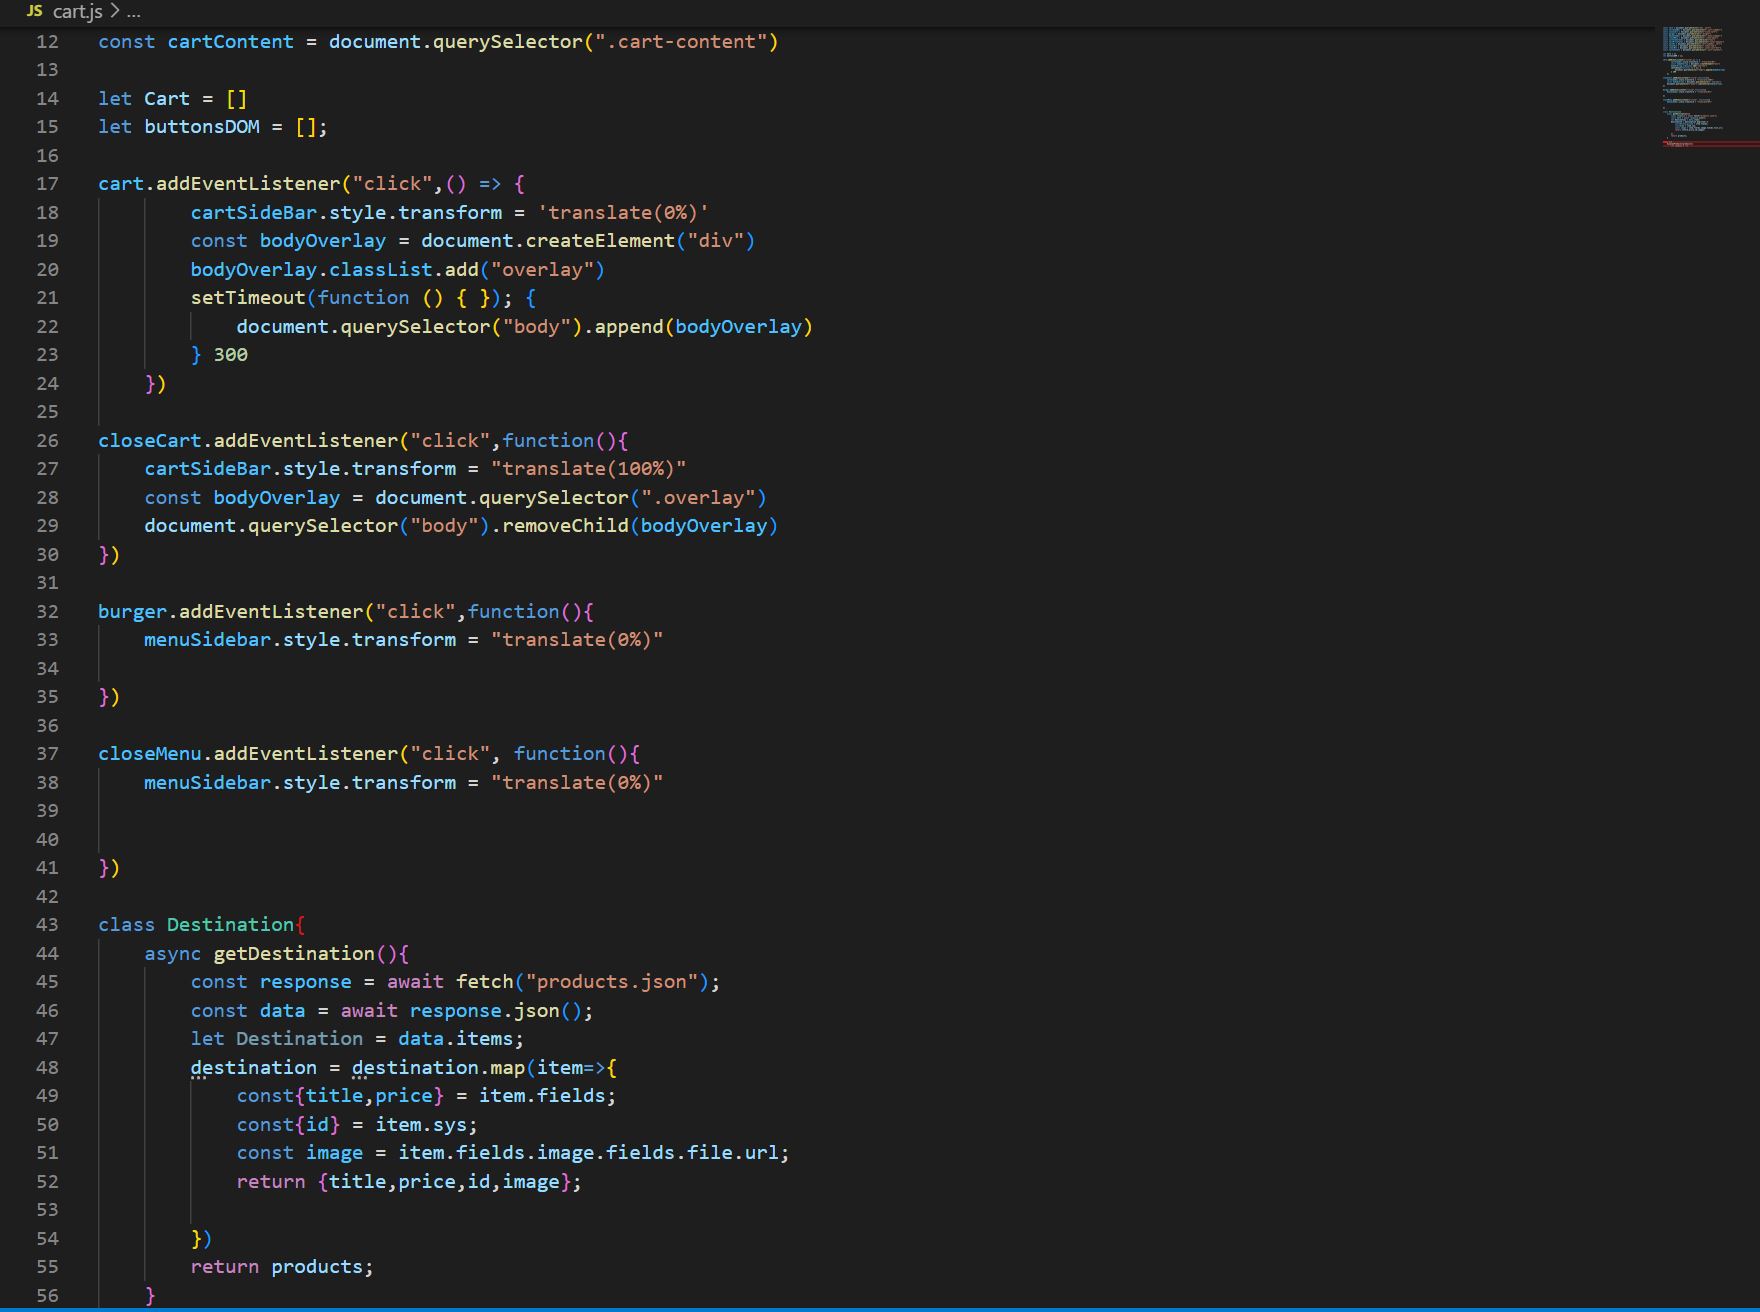 JS cart.js > ...
12 const cartContent = document.querySelector(".cart-content")
13
14 let Cart = []
15 let buttonsDOM = [];
16
17 cart.addEventListener("click",() => {
18         cartSideBar.style.transform = 'translate(0%)'
19         const bodyOverlay = document.createElement("div")
20         bodyOverlay.classList.add("overlay")
21         setTimeout(function () { }); {
22             document.querySelector("body").append(bodyOverlay)
23         } 300
24     })
25
26 closeCart.addEventListener("click",function(){
27     cartSideBar.style.transform = "translate(100%)"
28     const bodyOverlay = document.querySelector(".overlay")
29     document.querySelector("body").removeChild(bodyOverlay)
30 })
31
32 burger.addEventListener("click",function(){
33     menuSidebar.style.transform = "translate(0%)"
34
35 })
36
37 closeMenu.addEventListener("click", function(){
38     menuSidebar.style.transform = "translate(0%)"
39
40
41 })
42
43 class Destination{
44     async getDestination(){
45         const response = await fetch("products.json");
46         const data = await response.json();
47         let Destination = data.items;
48         destination = destination.map(item=>{
49             const{title,price} = item.fields;
50             const{id} = item.sys;
51             const image = item.fields.image.fields.file.url;
52             return {title,price,id,image};
53
54         })
55         return products;
56     }